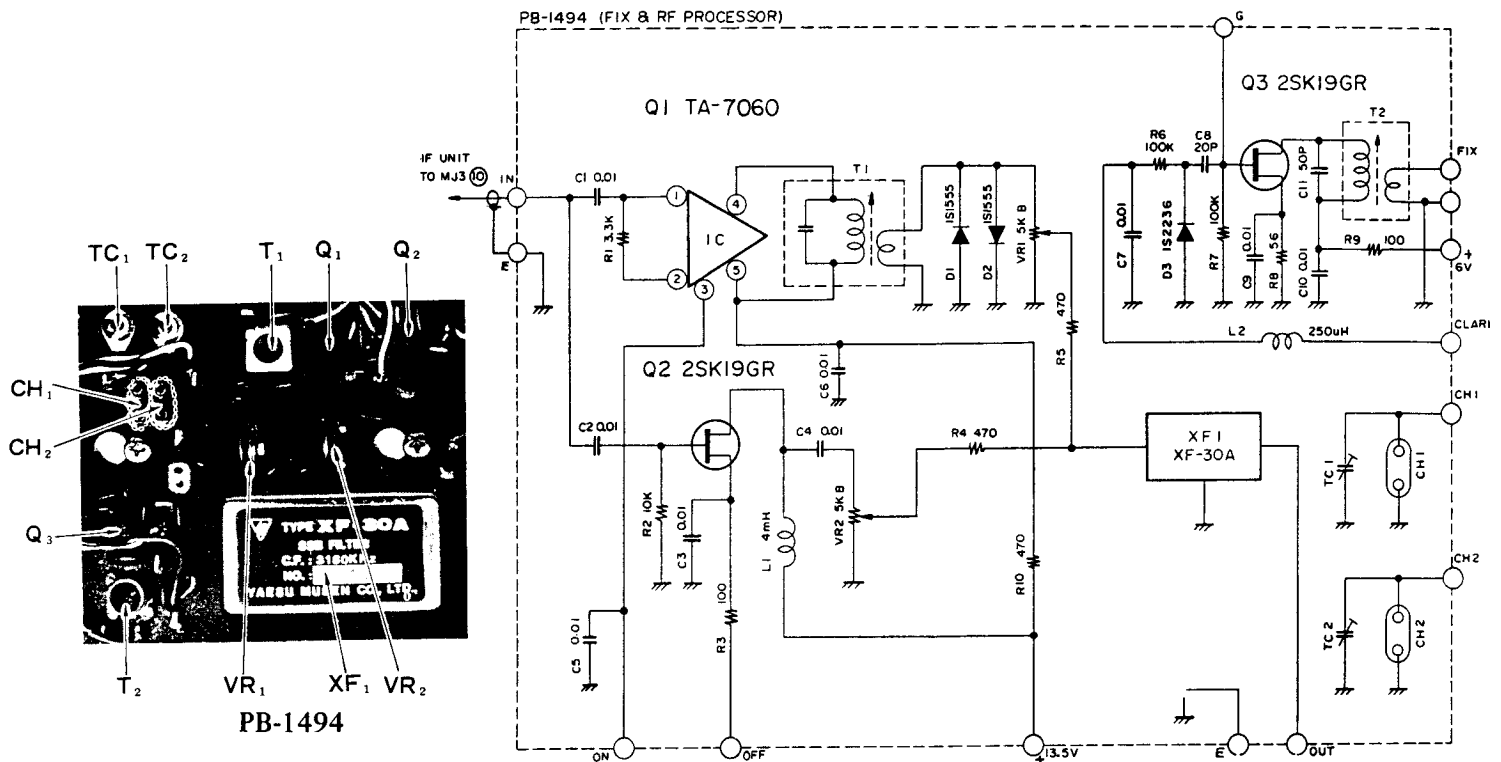 PB-1494 (FIX & RF PROCESSOR)
G
Q1 TA-7060
Q3 2SK19GR
T2
IF UNIT
TO MJ3 ⑩
IN
E
C1 0.01
R1 3.3K
1
2
3
4
5
IC
T1
D1
1S1555
D2
1S1555
VR1 5K B
R6
100K
C8
20P
C7 0.01
D3 1S2236
R7
100K
C9 0.01
R8 56
C11 50P
C10 0.01
R9 100
FIX
+
6V
L2 250uH
CLARI
TC1 TC2 T1 Q1 Q2
CH1
CH2
Q3
TYPE XF-30A
SSB FILTER
C.F.: 3180KHz
NO.:
YAESU MUSEN CO., LTD.
T2 VR1 XF1 VR2
PB-1494
Q2 2SK19GR
C6 0.01
470
R5
C2 0.01
R2 10K
C3 0.01
100
R3
C4 0.01
L1 4mH
VR2 5K B
R4 470
470
R10
C5 0.01
XF1
XF-30A
CH1
TC1
CH1
CH2
TC2
CH2
ON
OFF
+
13.5V
E
OUT